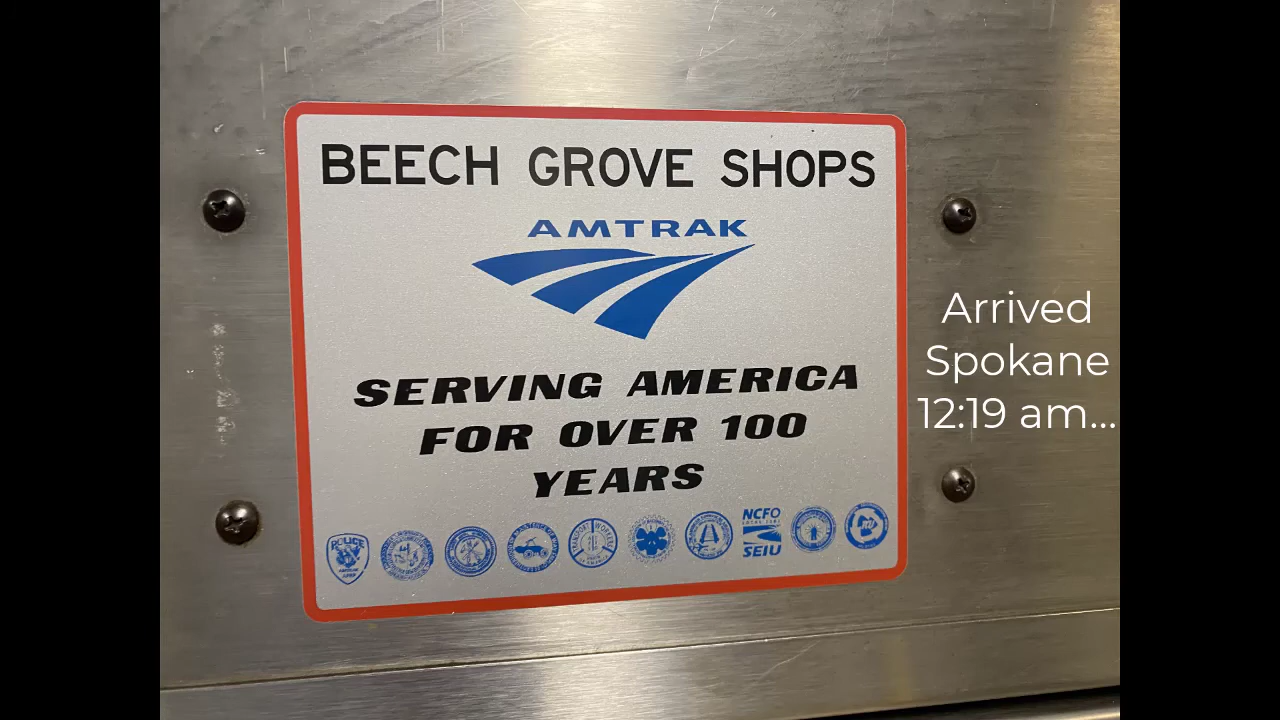 BEECH GROVE SHOPS
AMTRAK
SERVING AMERICA
FOR OVER 100
YEARS
POLICE
NCFO
SEIU
Arrived
Spokane
12:19 am...